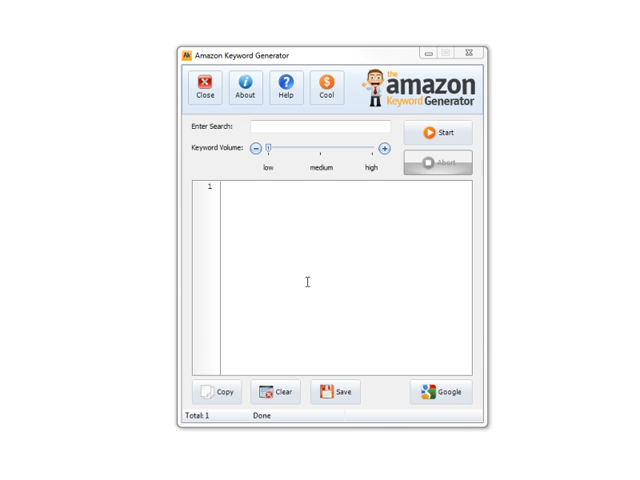 Amazon Keyword Generator
Close About Help Cool
the
amazon
Keyword Generator
Enter Search:
Start
Keyword Volume:
low medium high
Abort
1
Copy Clear Save Google
Total: 1 Done